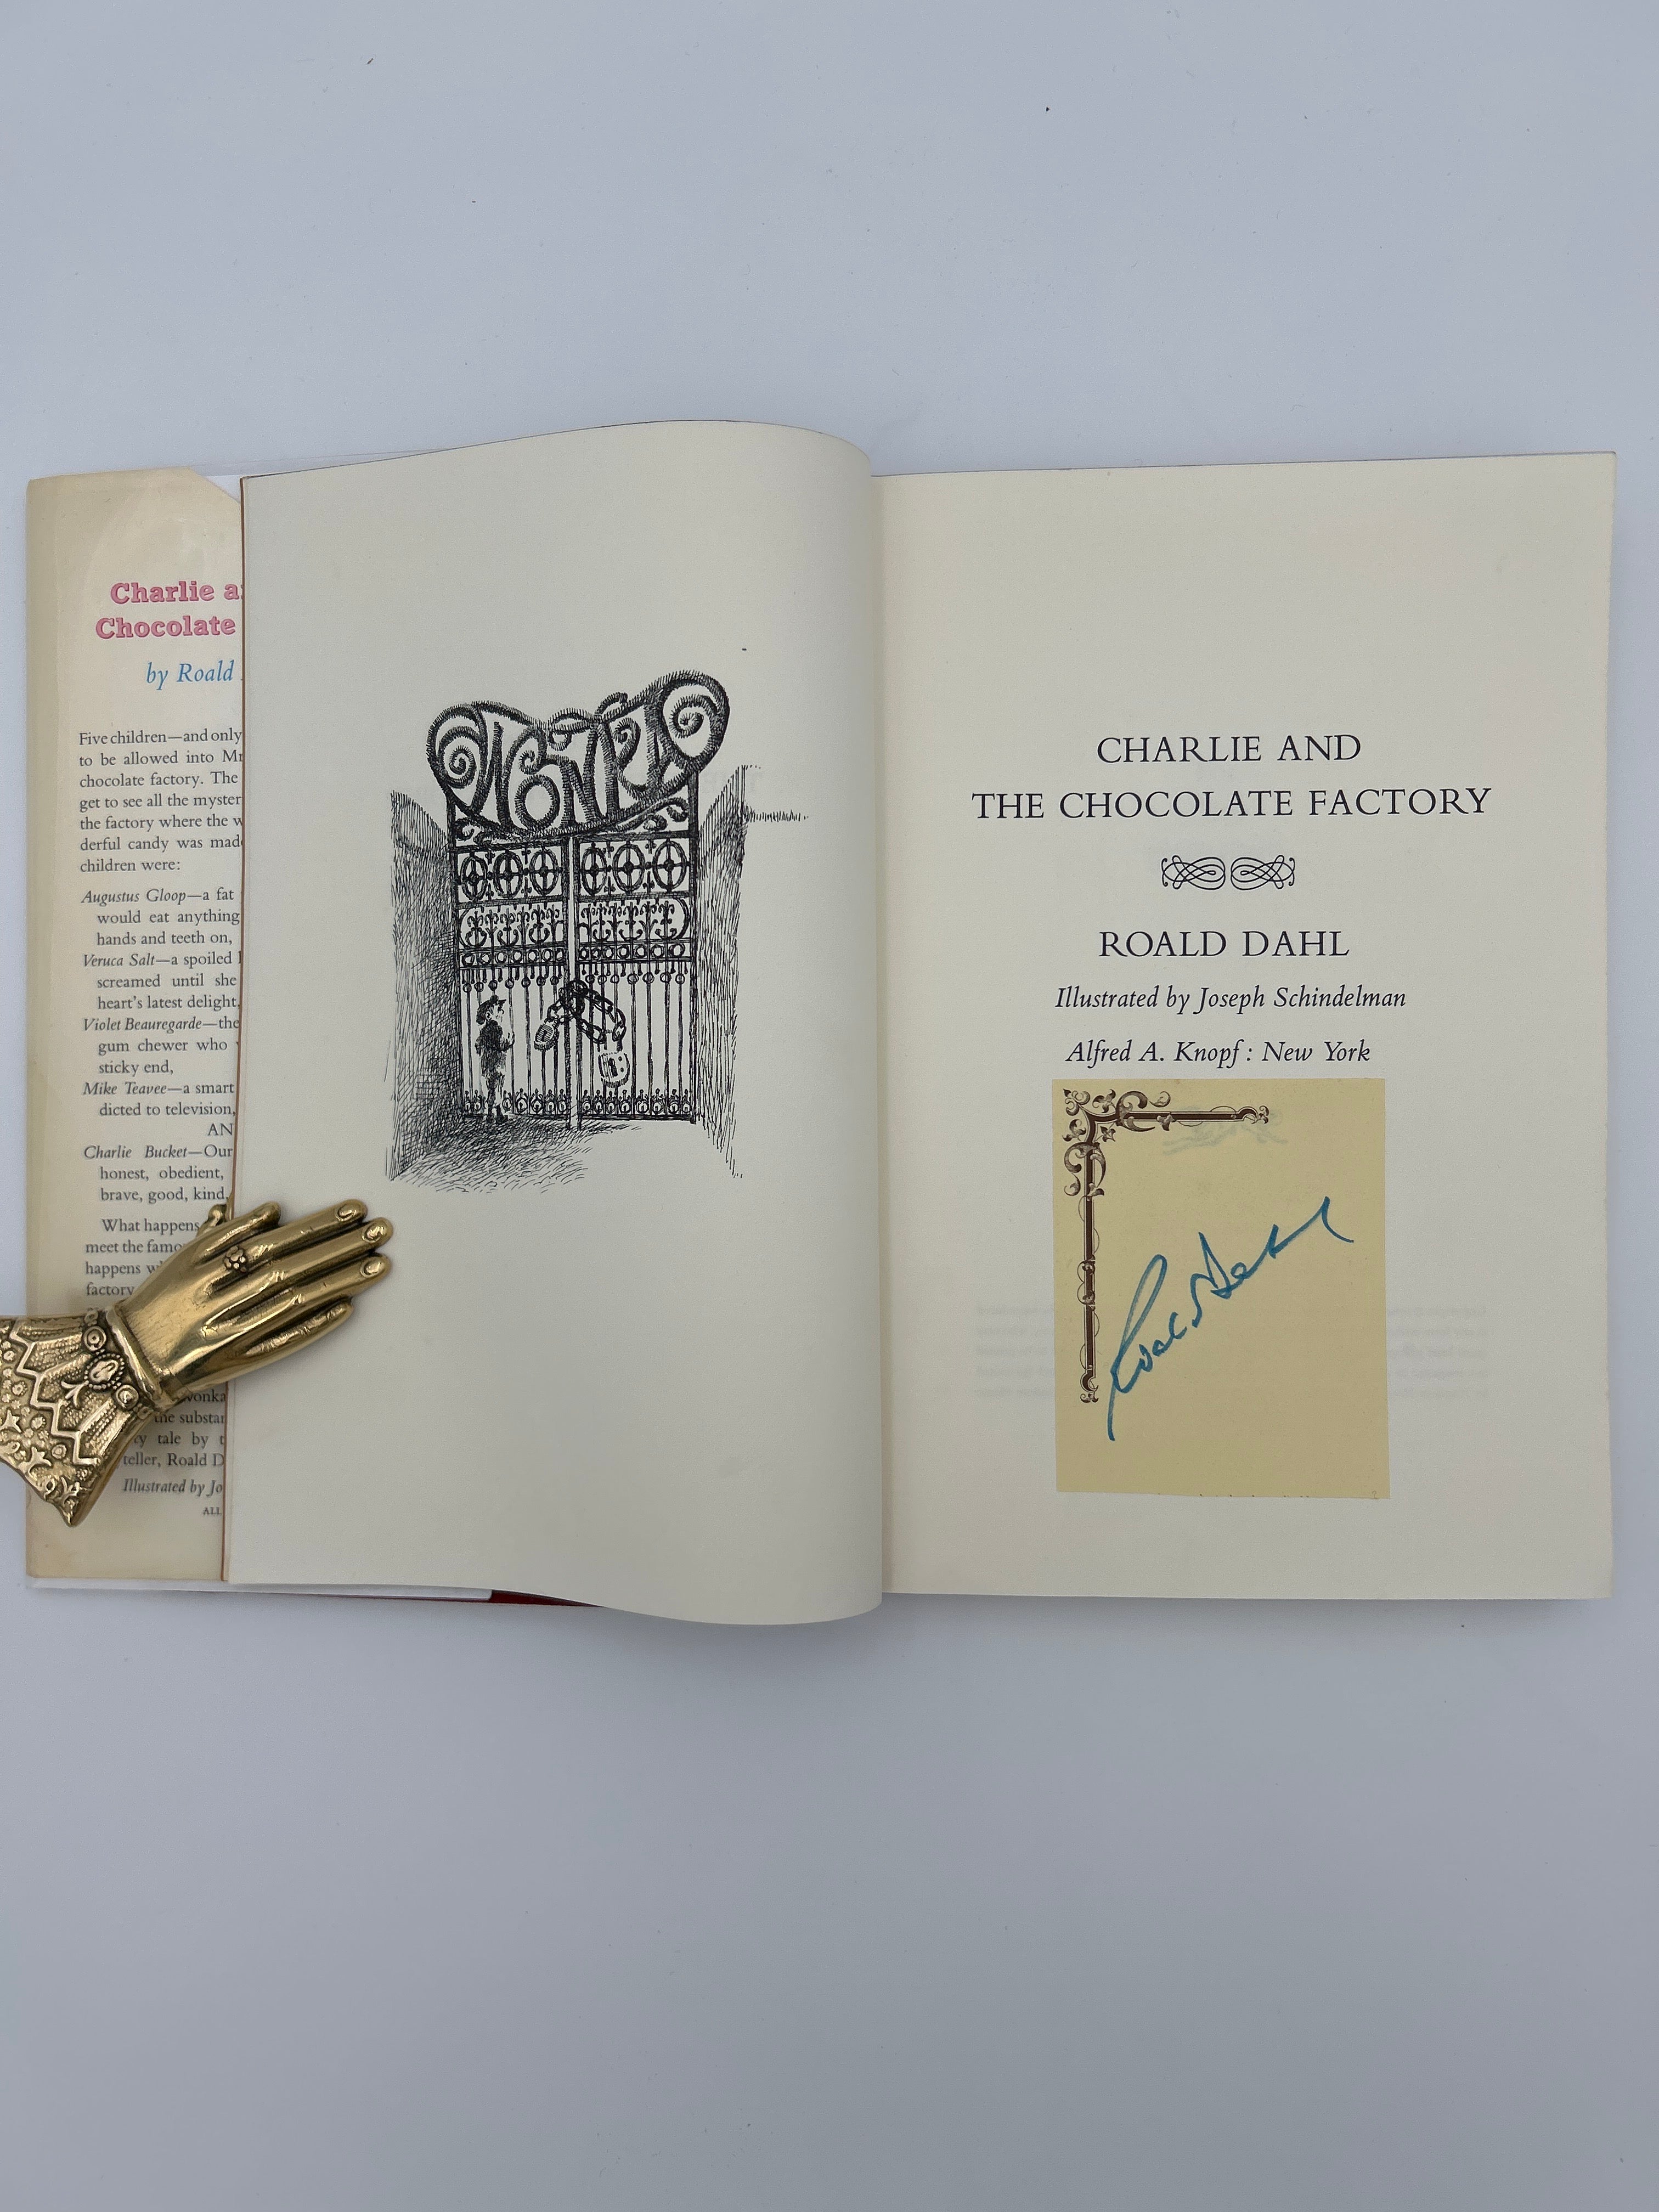 Charlie a
Chocolate
by Roald
Five children—and only
to be allowed into Mr
chocolate factory. The
get to see all the myster
the factory where the w
derful candy was mad
children were:
Augustus Gloop—a fat
would eat anything
hands and teeth on,
Veruca Salt—a spoiled
screamed until she
heart's latest delight,
Violet Beauregarde—the
gum chewer who
sticky end,
Mike Teavee—a smart
dicted to television,
AN
Charlie Bucket—Our
honest, obedient,
brave, good, kind,
What happens
meet the famo
happens
factory
wonka
the substan
tale by t
teller, Roald D
Illustrated by Jo
ALL
WONKA
CHARLIE AND
THE CHOCOLATE FACTORY
ROALD DAHL
Illustrated by Joseph Schindelman
Alfred A. Knopf : New York
Roald Dahl